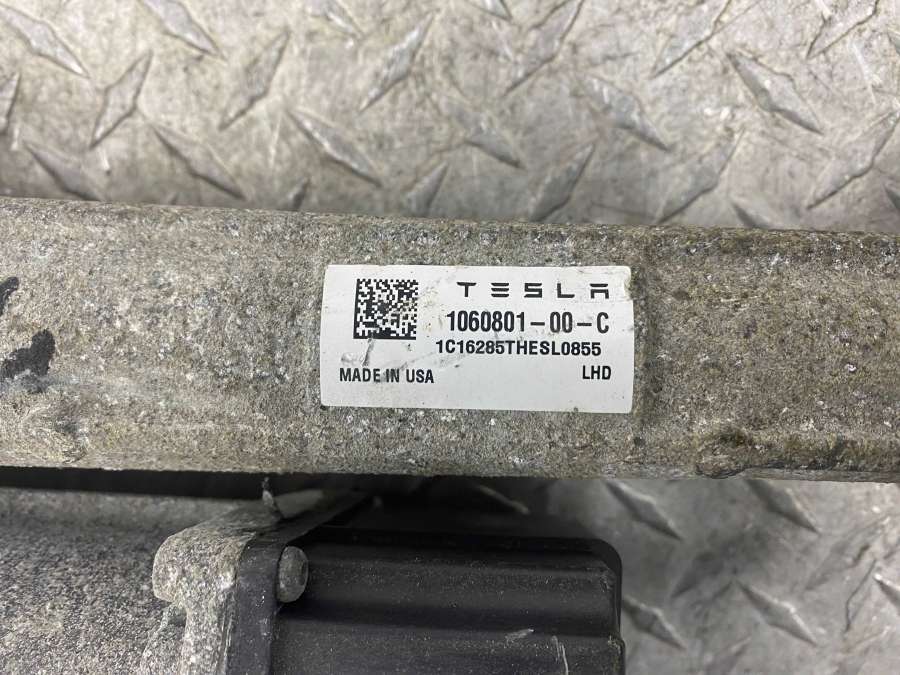 TESLA
1060801-00-C
1C16285THESL0855
MADE IN USA
LHD